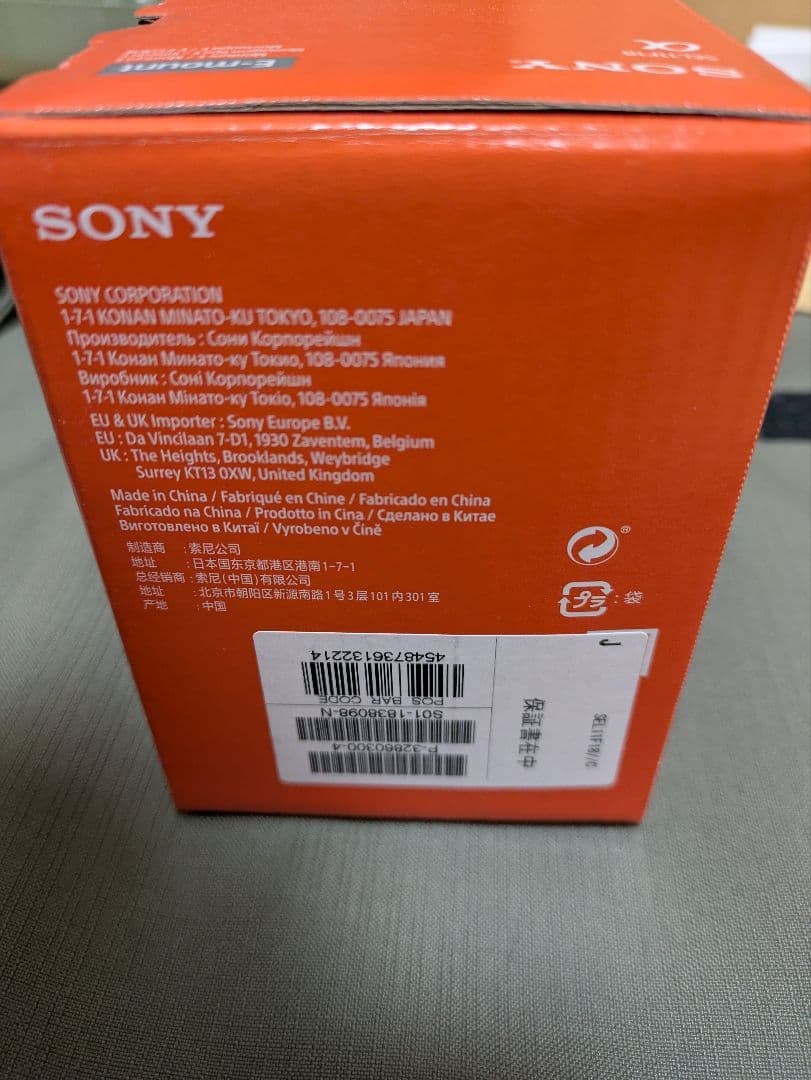 E-mount
SONY
α
SEL11F18
SONY
SONY CORPORATION
1-7-1 KONAN MINATO-KU TOKYO, 108-0075 JAPAN
Производитель : Сони Корпорейшн
1-7-1 Конан Минато-ку Токио, 108-0075 Япония
Виробник : Соні Корпорейшн
1-7-1 Конан Мінато-ку Токіо, 108-0075 Японія
EU & UK Importer : Sony Europe B.V.
EU : Da Vincilaan 7-D1, 1930 Zaventem, Belgium
UK : The Heights, Brooklands, Weybridge
Surrey KT13 0XW, United Kingdom
Made in China / Fabriqué en Chine / Fabricado en China
Fabricado na China / Prodotto in Cina / Сделано в Китае
Виготовлено в Китаї / Vyrobeno v Číně
制造商 : 索尼公司
地址 : 日本国东京都港区港南1-7-1
总经销商 : 索尼(中国)有限公司
地址 : 北京市朝阳区新源南路1号3层101内301室
产地 : 中国
®
プラ : 袋
J
4548736132214
POS BAR CODE
S01-1838098-N
P-32860300-4
保証書在中
SEL11F18//C